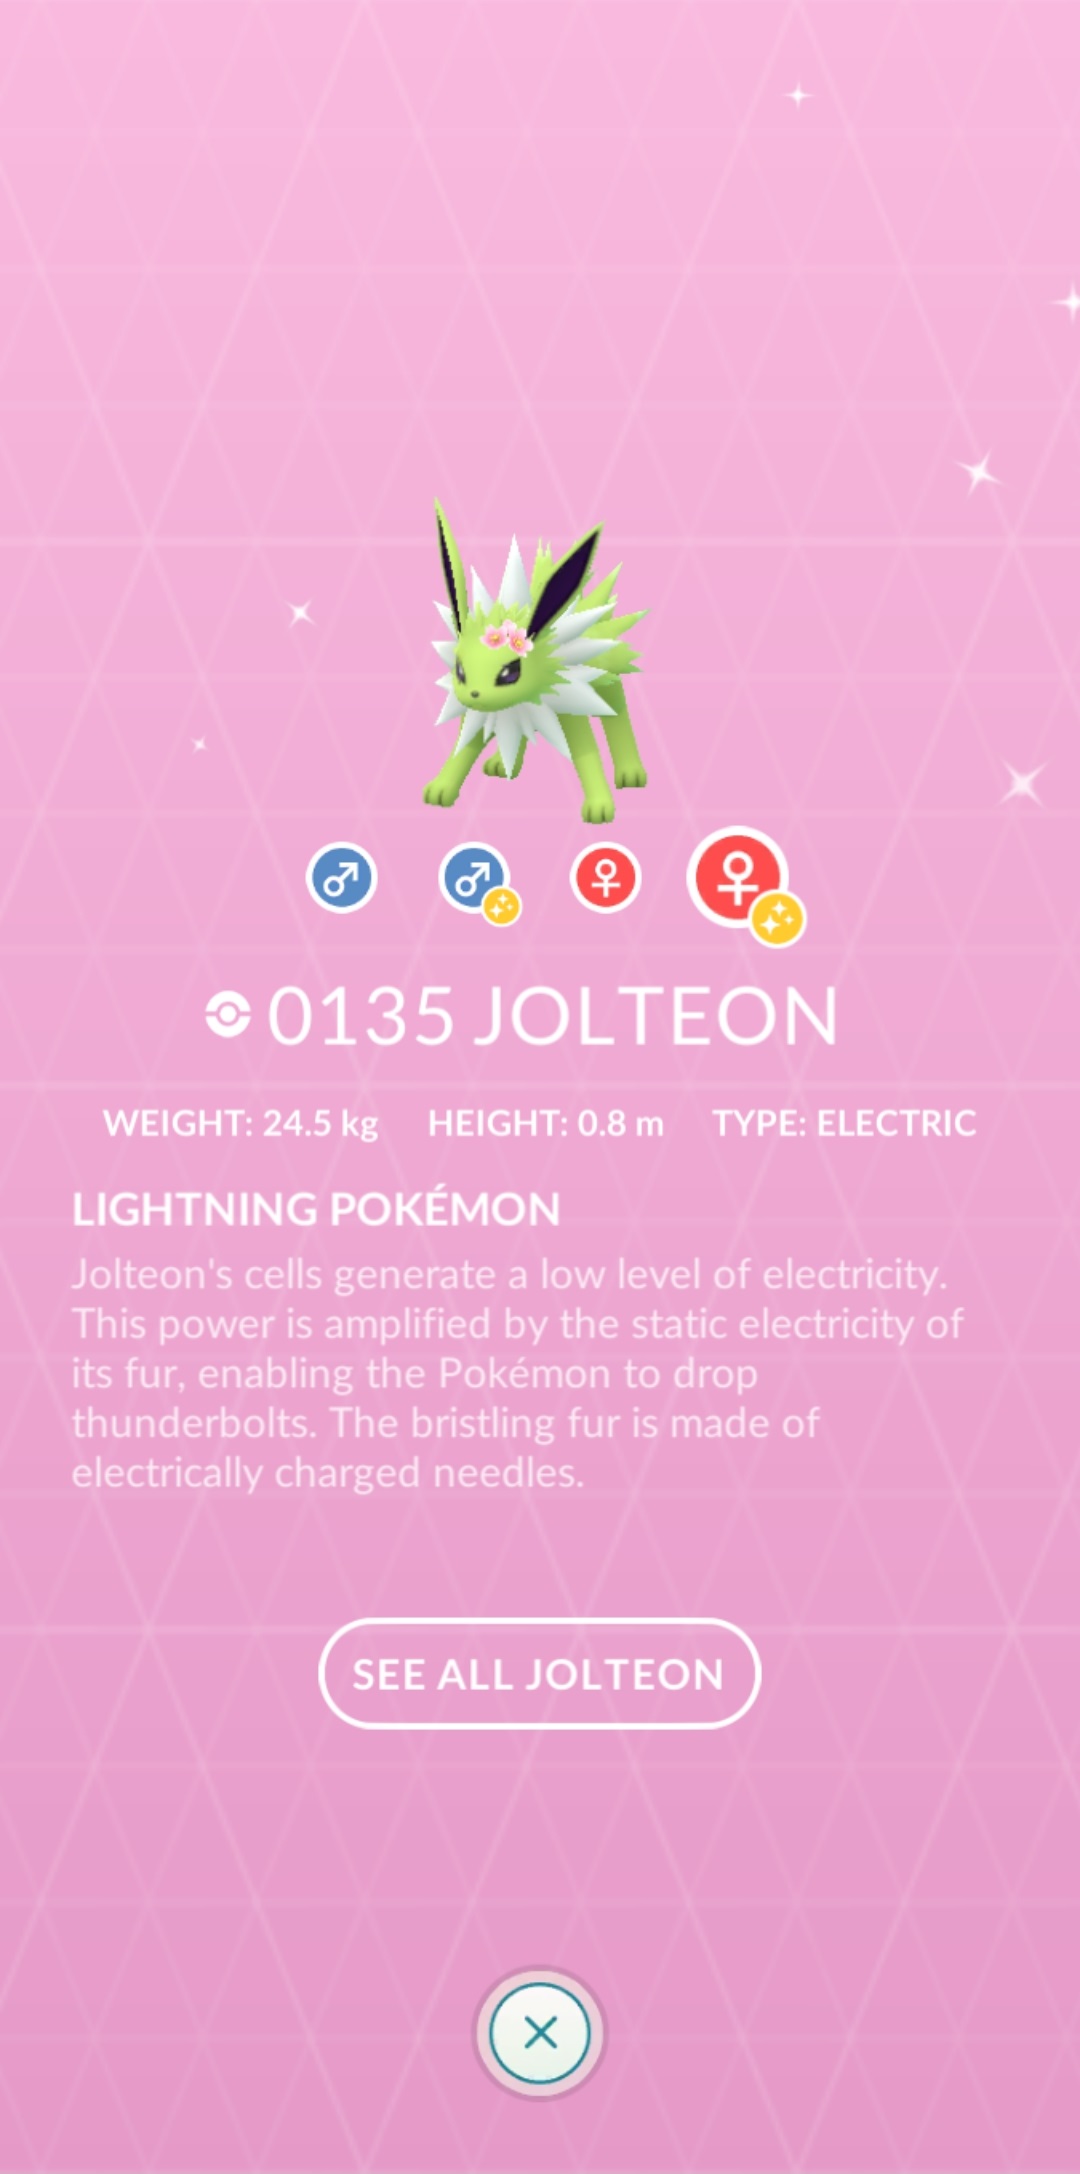 0135 JOLTEON
WEIGHT: 24.5 kg HEIGHT: 0.8 m TYPE: ELECTRIC
LIGHTNING POKÉMON
Jolteon's cells generate a low level of electricity.
This power is amplified by the static electricity of
its fur, enabling the Pokémon to drop
thunderbolts. The bristling fur is made of
electrically charged needles.
SEE ALL JOLTEON